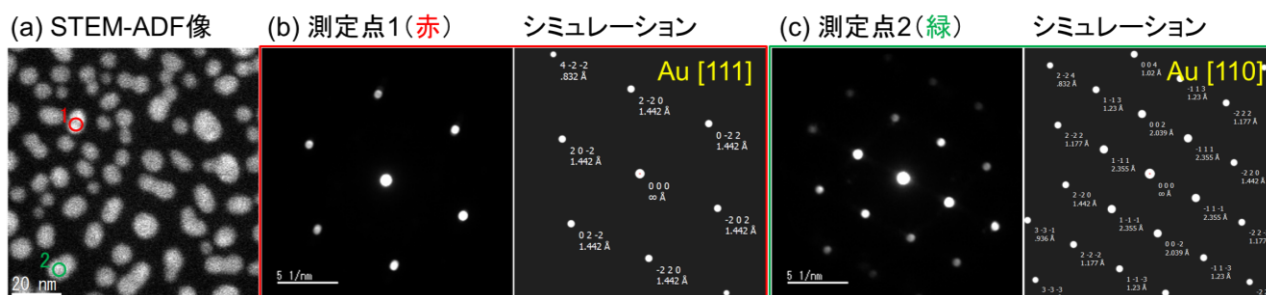 (a) STEM-ADF像
(b) 測定点1(赤)
シミュレーション
(c) 測定点2(緑)
シミュレーション
1
2
20 nm
5 1/nm
Au [111]
4 -2 -2
.832 Å
2 -2 0
1.442 Å
0 -2 2
1.442 Å
2 0 -2
1.442 Å
0 0 0
∞ Å
-2 0 2
1.442 Å
0 2 -2
1.442 Å
-2 2 0
1.442 Å
5 1/nm
Au [110]
2 -2 4
.832 Å
0 0 4
1.02 Å
-1 1 3
1.23 Å
1 -1 3
1.23 Å
-2 2 2
1.177 Å
0 0 2
2.039 Å
2 -2 2
1.177 Å
-1 1 1
2.355 Å
1 -1 1
2.355 Å
-2 2 0
1.442 Å
0 0 0
∞ Å
2 -2 0
1.442 Å
-1 1 -1
2.355 Å
1 -1 -1
2.355 Å
3 -3 -1
.936 Å
0 0 -2
2.039 Å
1.177 Å
2 -2 -2
1.177 Å
-1 1 -3
1.23 Å
1 -1 -3
1.23 Å
3 -3 -3